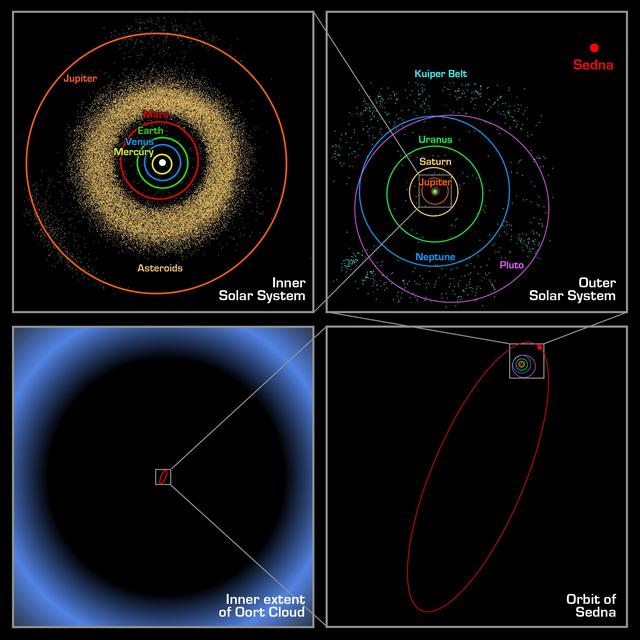 Jupiter
Mars
Earth
Venus
Mercury
Asteroids
Inner
Solar System
Sedna
Kuiper Belt
Uranus
Saturn
Jupiter
Neptune
Pluto
Outer
Solar System
Inner extent
of Oort Cloud
Orbit of
Sedna